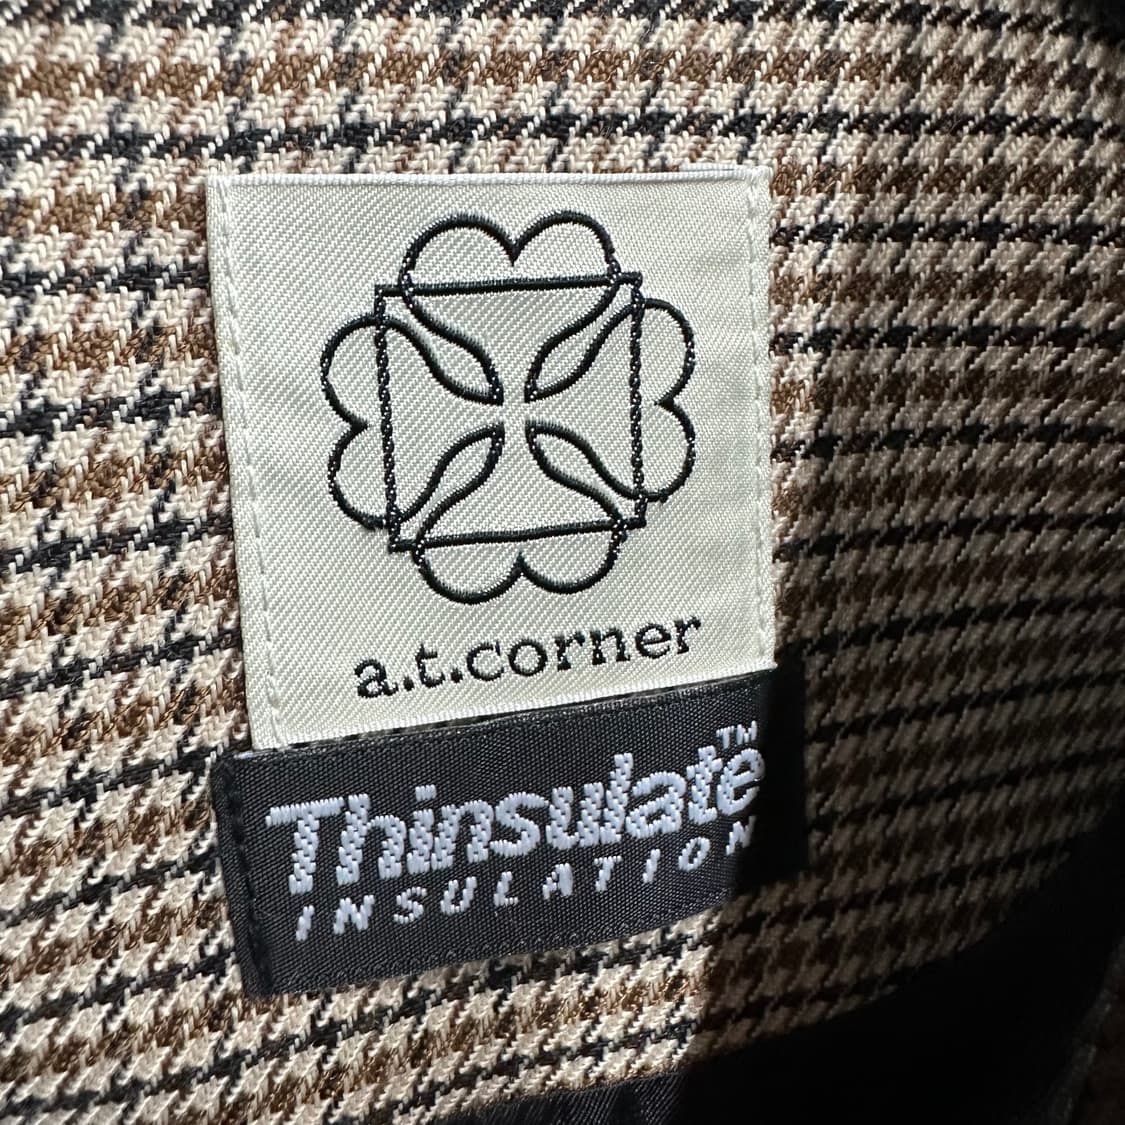 a.t.corner
Thinsulate™
INSULATION